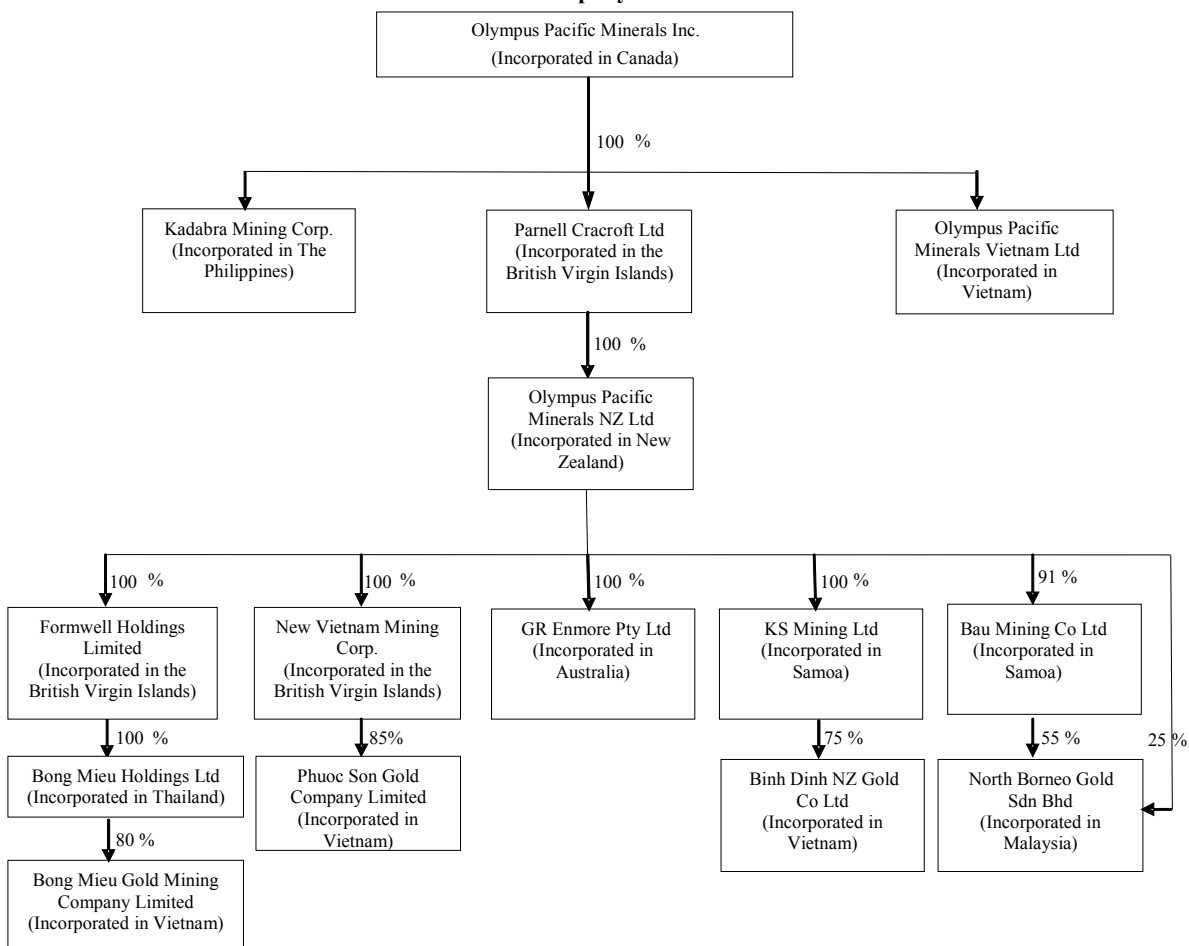 Olympus Pacific Minerals Inc.
(Incorporated in Canada)
100 %
Kadabra Mining Corp.
(Incorporated in The
Philippines)
Parnell Cracroft Ltd
(Incorporated in the
British Virgin Islands)
Olympus Pacific
Minerals Vietnam Ltd
(Incorporated in
Vietnam)
100 %
Olympus Pacific
Minerals NZ Ltd
(Incorporated in New
Zealand)
100 %
100 %
100 %
100 %
91 %
Formwell Holdings
Limited
(Incorporated in the
British Virgin Islands)
New Vietnam Mining
Corp.
(Incorporated in the
British Virgin Islands)
GR Enmore Pty Ltd
(Incorporated in
Australia)
KS Mining Ltd
(Incorporated in
Samoa)
Bau Mining Co Ltd
(Incorporated in
Samoa)
100 %
85%
75 %
55 %
25 %
Bong Mieu Holdings Ltd
(Incorporated in Thailand)
Phuoc Son Gold
Company Limited
(Incorporated in
Vietnam)
Binh Dinh NZ Gold
Co Ltd
(Incorporated in
Vietnam)
North Borneo Gold
Sdn Bhd
(Incorporated in
Malaysia)
80 %
Bong Mieu Gold Mining
Company Limited
(Incorporated in Vietnam)